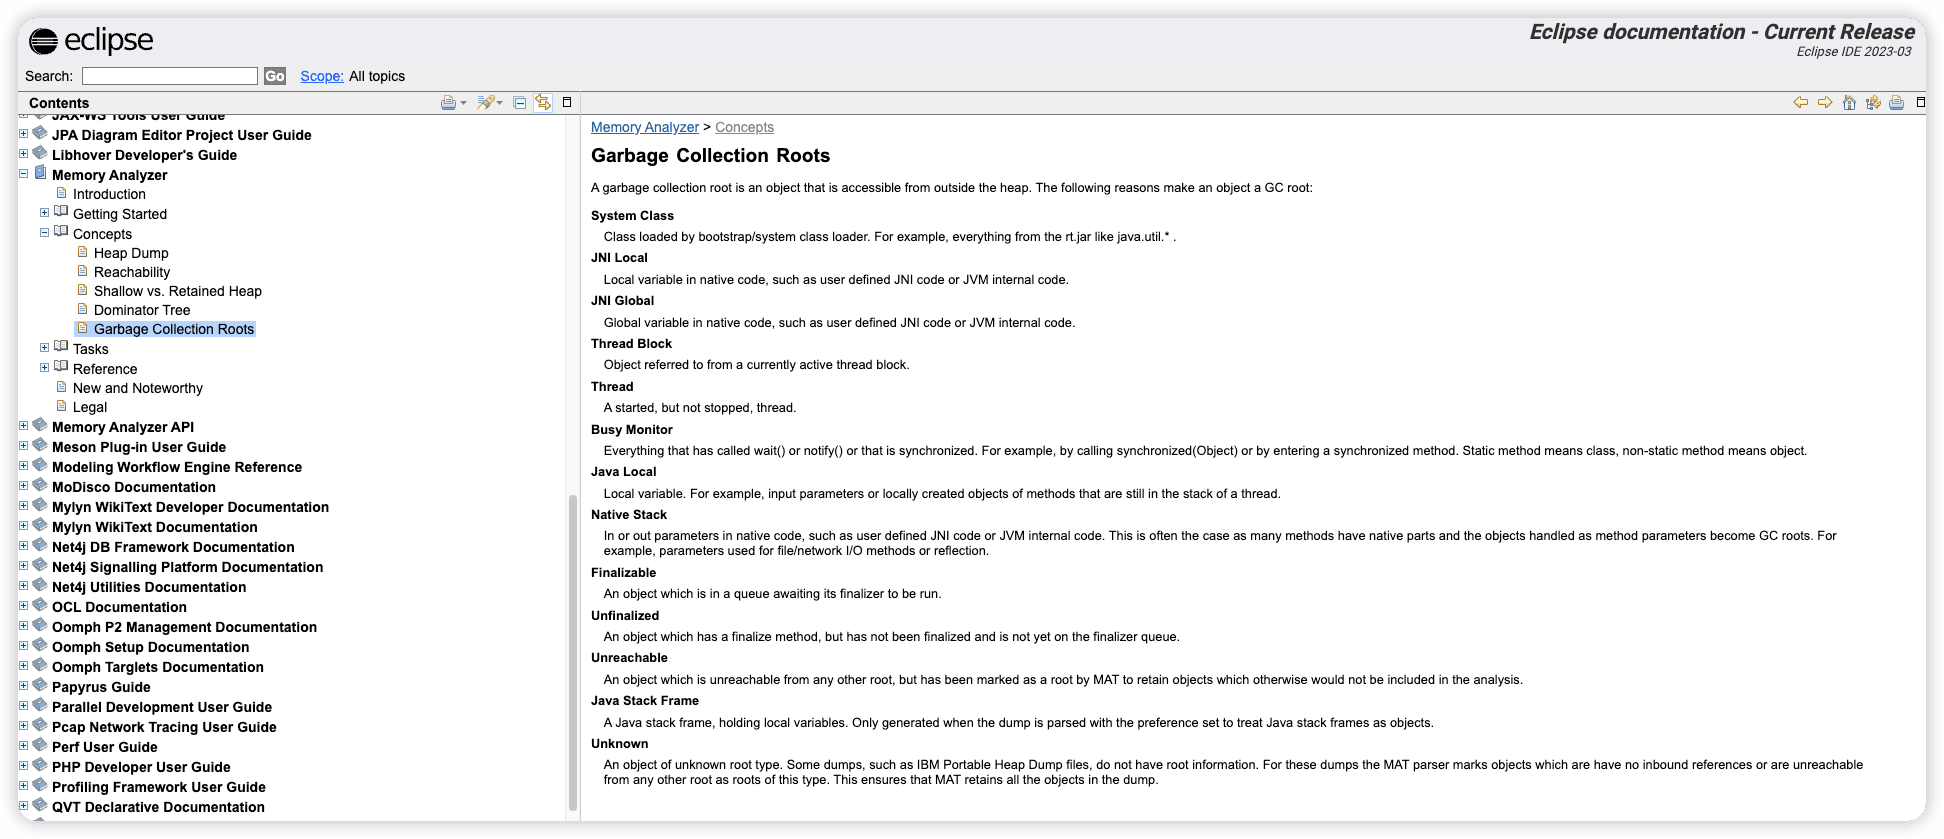 eclipse
Eclipse documentation - Current Release
Eclipse IDE 2023-03
Search: Go Scope: All topics
Contents
JAX-WS Tools User Guide
JPA Diagram Editor Project User Guide
Libhover Developer's Guide
Memory Analyzer
Introduction
Getting Started
Concepts
Heap Dump
Reachability
Shallow vs. Retained Heap
Dominator Tree
Garbage Collection Roots
Tasks
Reference
New and Noteworthy
Legal
Memory Analyzer API
Meson Plug-in User Guide
Modeling Workflow Engine Reference
MoDisco Documentation
Mylyn WikiText Developer Documentation
Mylyn WikiText Documentation
Net4j DB Framework Documentation
Net4j Signalling Platform Documentation
Net4j Utilities Documentation
OCL Documentation
Oomph P2 Management Documentation
Oomph Setup Documentation
Oomph Targlets Documentation
Papyrus Guide
Parallel Development User Guide
Pcap Network Tracing User Guide
Perf User Guide
PHP Developer User Guide
Profiling Framework User Guide
QVT Declarative Documentation
Memory Analyzer > Concepts
Garbage Collection Roots
A garbage collection root is an object that is accessible from outside the heap. The following reasons make an object a GC root:
System Class
Class loaded by bootstrap/system class loader. For example, everything from the rt.jar like java.util.* .
JNI Local
Local variable in native code, such as user defined JNI code or JVM internal code.
JNI Global
Global variable in native code, such as user defined JNI code or JVM internal code.
Thread Block
Object referred to from a currently active thread block.
Thread
A started, but not stopped, thread.
Busy Monitor
Everything that has called wait() or notify() or that is synchronized. For example, by calling synchronized(Object) or by entering a synchronized method. Static method means class, non-static method means object.
Java Local
Local variable. For example, input parameters or locally created objects of methods that are still in the stack of a thread.
Native Stack
In or out parameters in native code, such as user defined JNI code or JVM internal code. This is often the case as many methods have native parts and the objects handled as method parameters become GC roots. For
example, parameters used for file/network I/O methods or reflection.
Finalizable
An object which is in a queue awaiting its finalizer to be run.
Unfinalized
An object which has a finalize method, but has not been finalized and is not yet on the finalizer queue.
Unreachable
An object which is unreachable from any other root, but has been marked as a root by MAT to retain objects which otherwise would not be included in the analysis.
Java Stack Frame
A Java stack frame, holding local variables. Only generated when the dump is parsed with the preference set to treat Java stack frames as objects.
Unknown
An object of unknown root type. Some dumps, such as IBM Portable Heap Dump files, do not have root information. For these dumps the MAT parser marks objects which are have no inbound references or are unreachable
from any other root as roots of this type. This ensures that MAT retains all the objects in the dump.